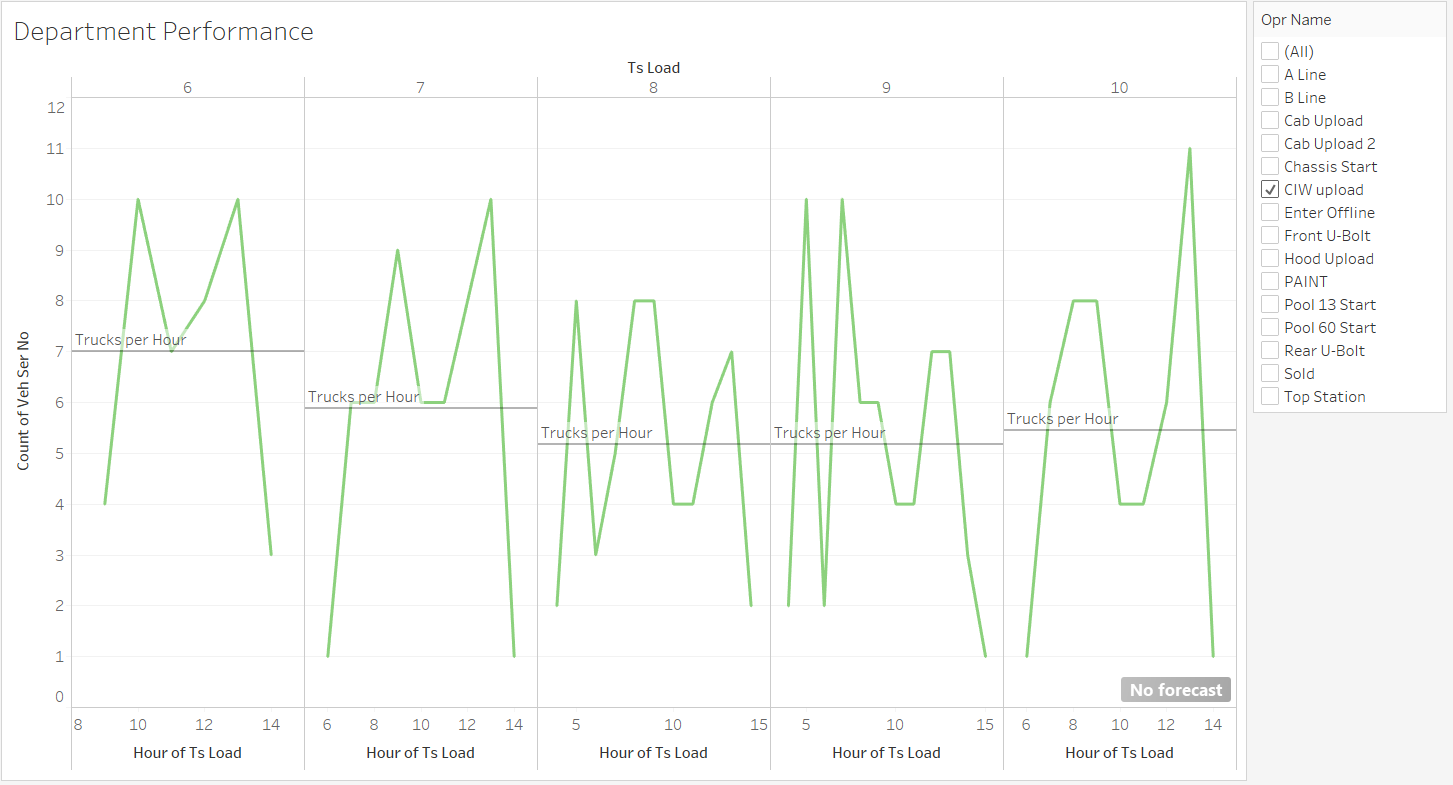 Department Performance
Ts Load
6 7 8 9 10
Count of Veh Ser No
12
11
10
9
8
7
6
5
4
3
2
1
0
Trucks per Hour
Trucks per Hour
Trucks per Hour
Trucks per Hour
Trucks per Hour
No forecast
8 10 12 14 6 8 10 12 14 5 10 15 5 10 15 6 8 10 12 14
Hour of Ts Load Hour of Ts Load Hour of Ts Load Hour of Ts Load Hour of Ts Load
Opr Name
(All)
A Line
B Line
Cab Upload
Cab Upload 2
Chassis Start
CIW upload
Enter Offline
Front U-Bolt
Hood Upload
PAINT
Pool 13 Start
Pool 60 Start
Rear U-Bolt
Sold
Top Station